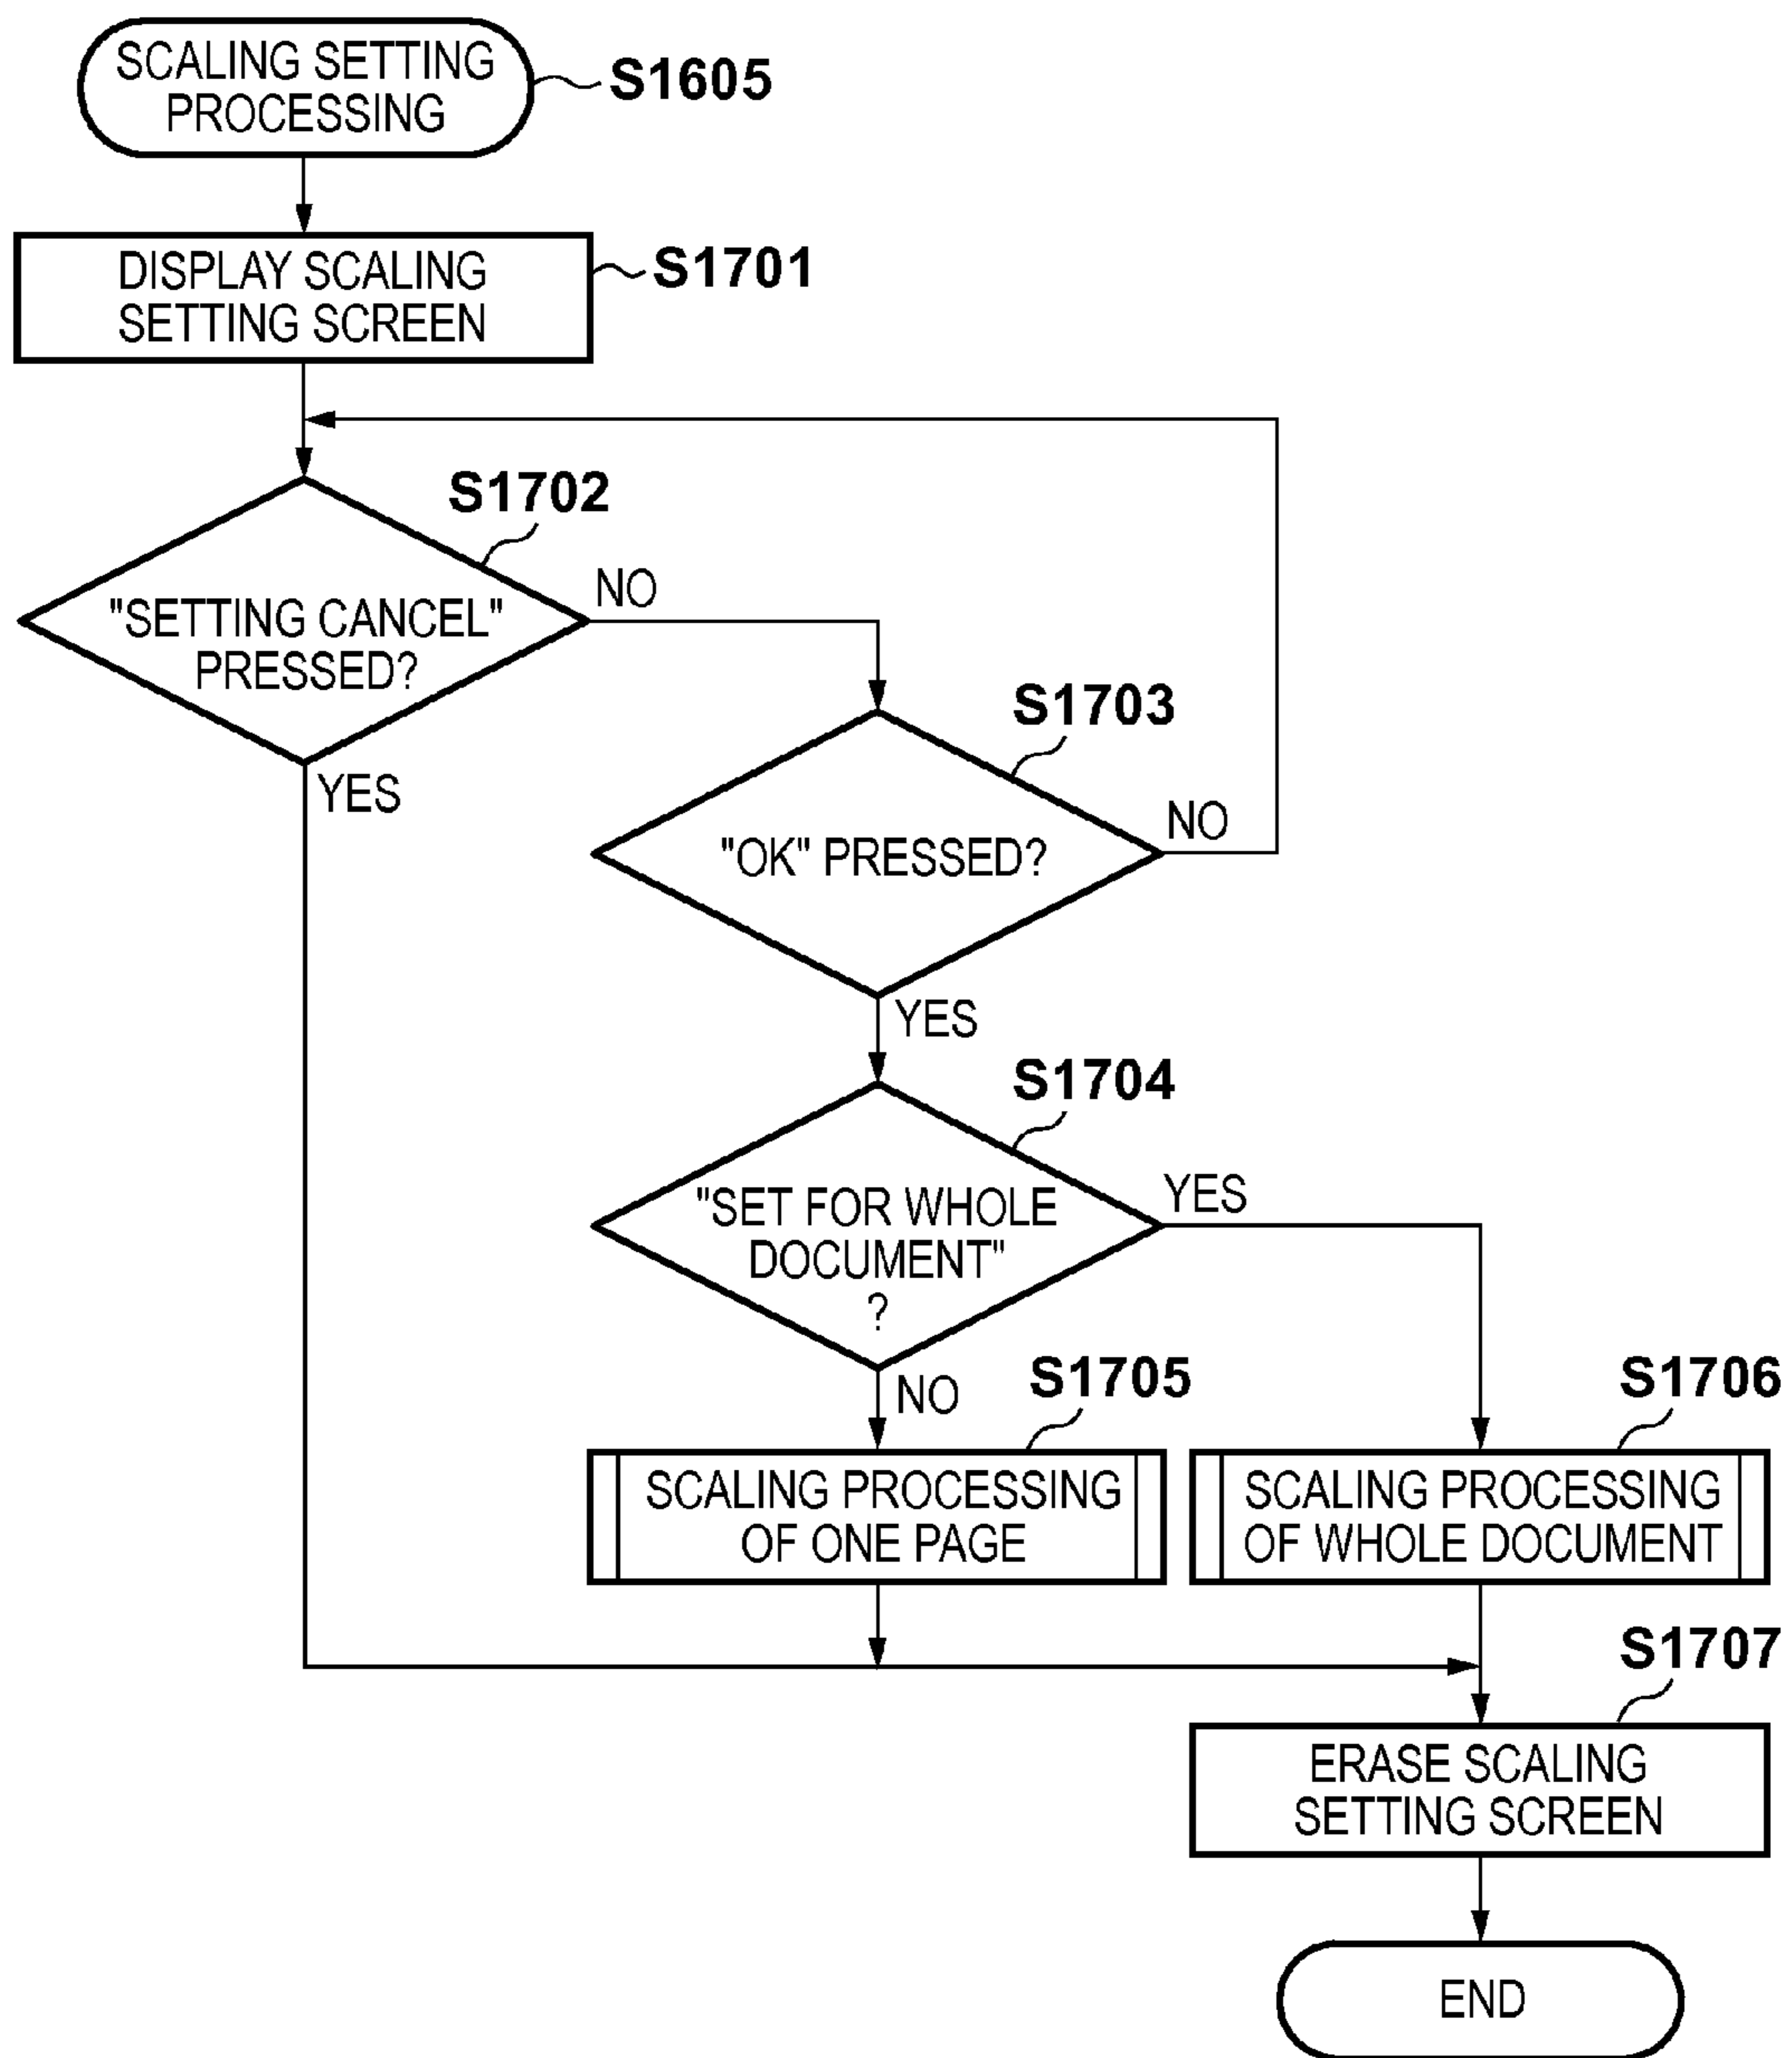 SCALING SETTING
PROCESSING
S1605
DISPLAY SCALING
SETTING SCREEN
S1701
S1702
"SETTING CANCEL"
PRESSED?
NO
YES
S1703
"OK" PRESSED?
NO
YES
S1704
"SET FOR WHOLE
DOCUMENT"
?
YES
NO
S1705
SCALING PROCESSING
OF ONE PAGE
S1706
SCALING PROCESSING
OF WHOLE DOCUMENT
S1707
ERASE SCALING
SETTING SCREEN
END